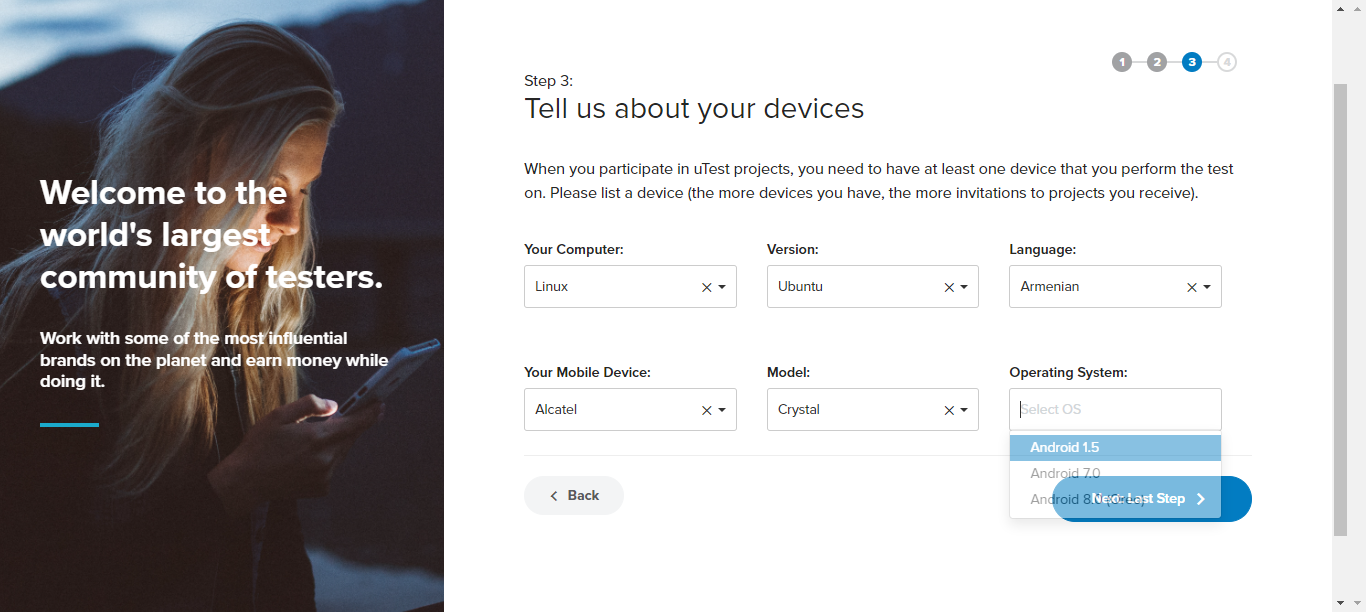 Welcome to the
world's largest
community of testers.
Work with some of the most influential
brands on the planet and earn money while
doing it.
1 2 3 4
Step 3:
Tell us about your devices
When you participate in uTest projects, you need to have at least one device that you perform the test
on. Please list a device (the more devices you have, the more invitations to projects you receive).
Your Computer: Version: Language:
Linux Ubuntu Armenian
Your Mobile Device: Model: Operating System:
Alcatel Crystal Select OS
Android 1.5
Android 7.0
Back
Android Last Step